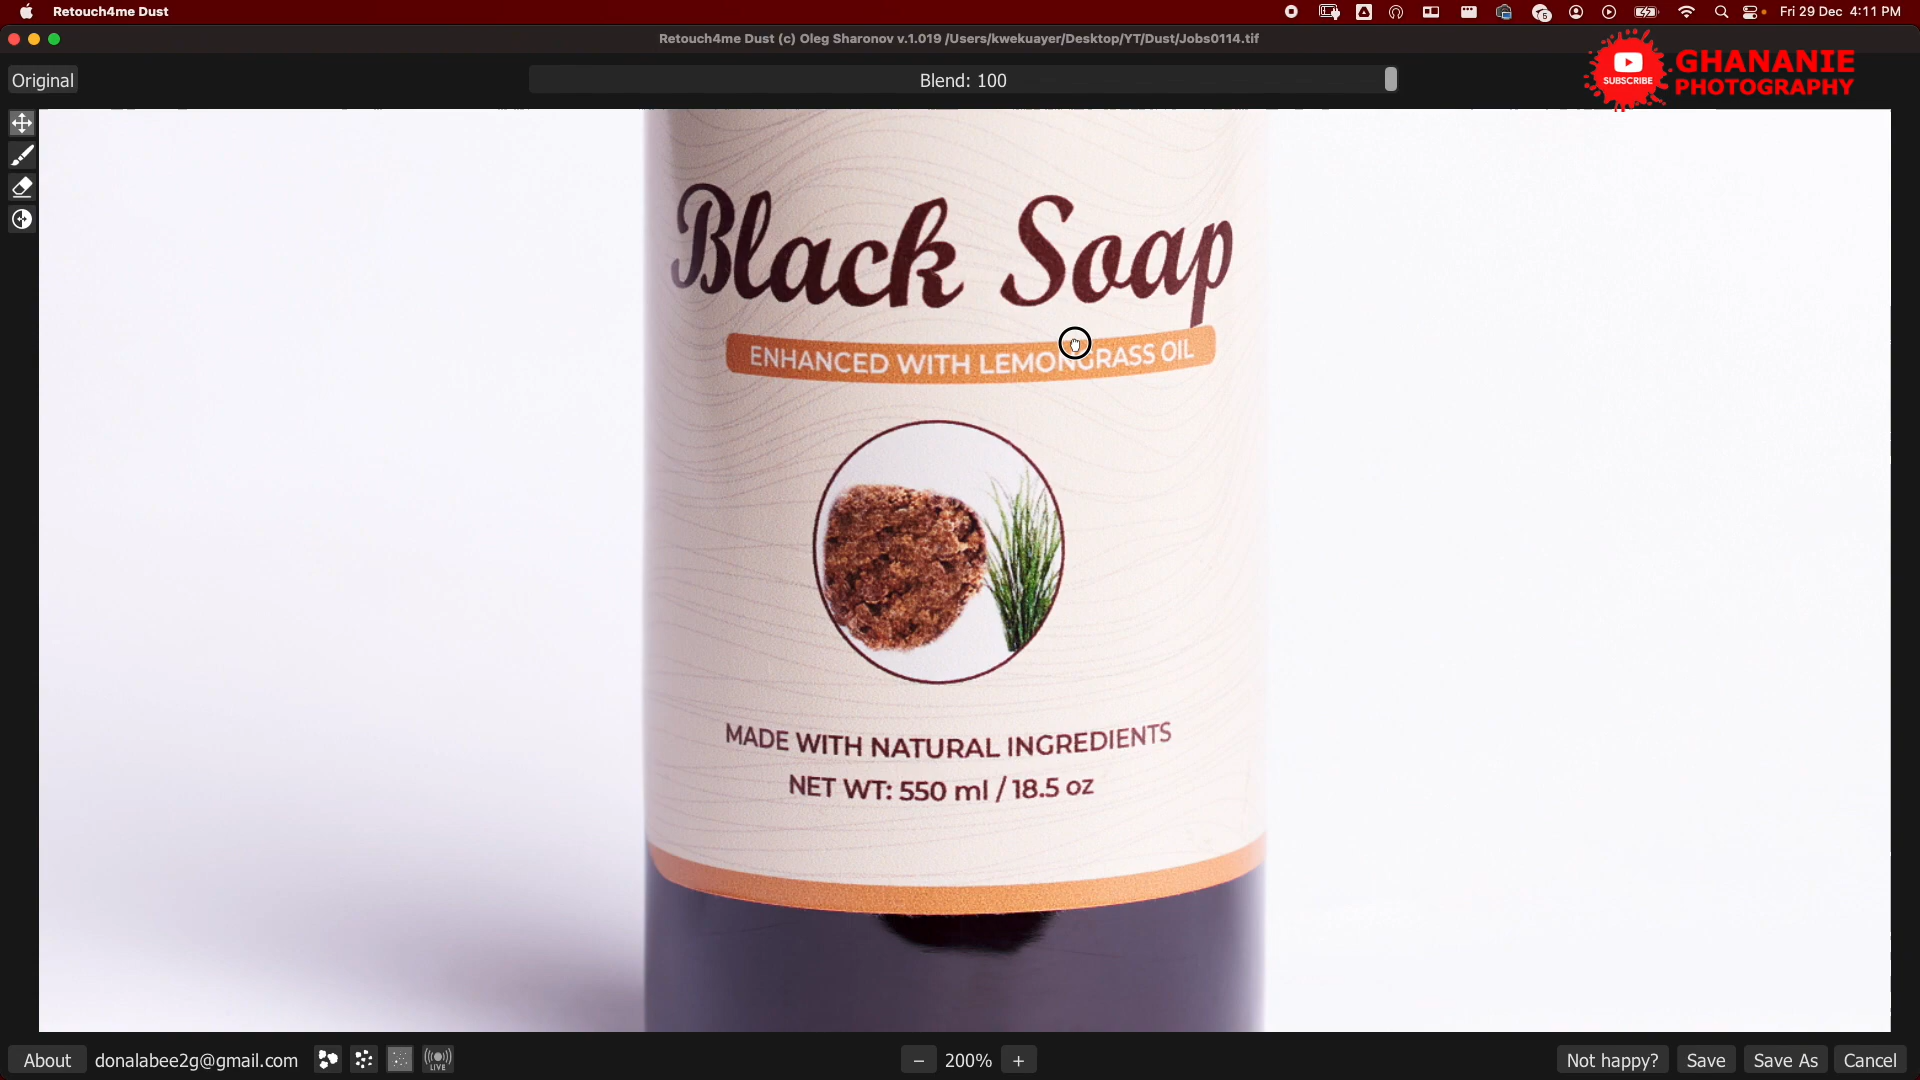 Retouch4me Dust
5
Fri 29 Dec 4:11 PM
Retouch4me Dust (c) Oleg Sharonov v.1.019 /Users/kwekuayer/Desktop/YT/Dust/Jobs0114.tif
Original
Blend: 100
SUBSCRIBE
GHANANIE
PHOTOGRAPHY
Black Soap
ENHANCED WITH LEMONGRASS OIL
MADE WITH NATURAL INGREDIENTS
NET WT: 550 ml / 18.5 oz
About
donalabee2g@gmail.com
LIVE
− 200% +
Not happy?
Save
Save As
Cancel